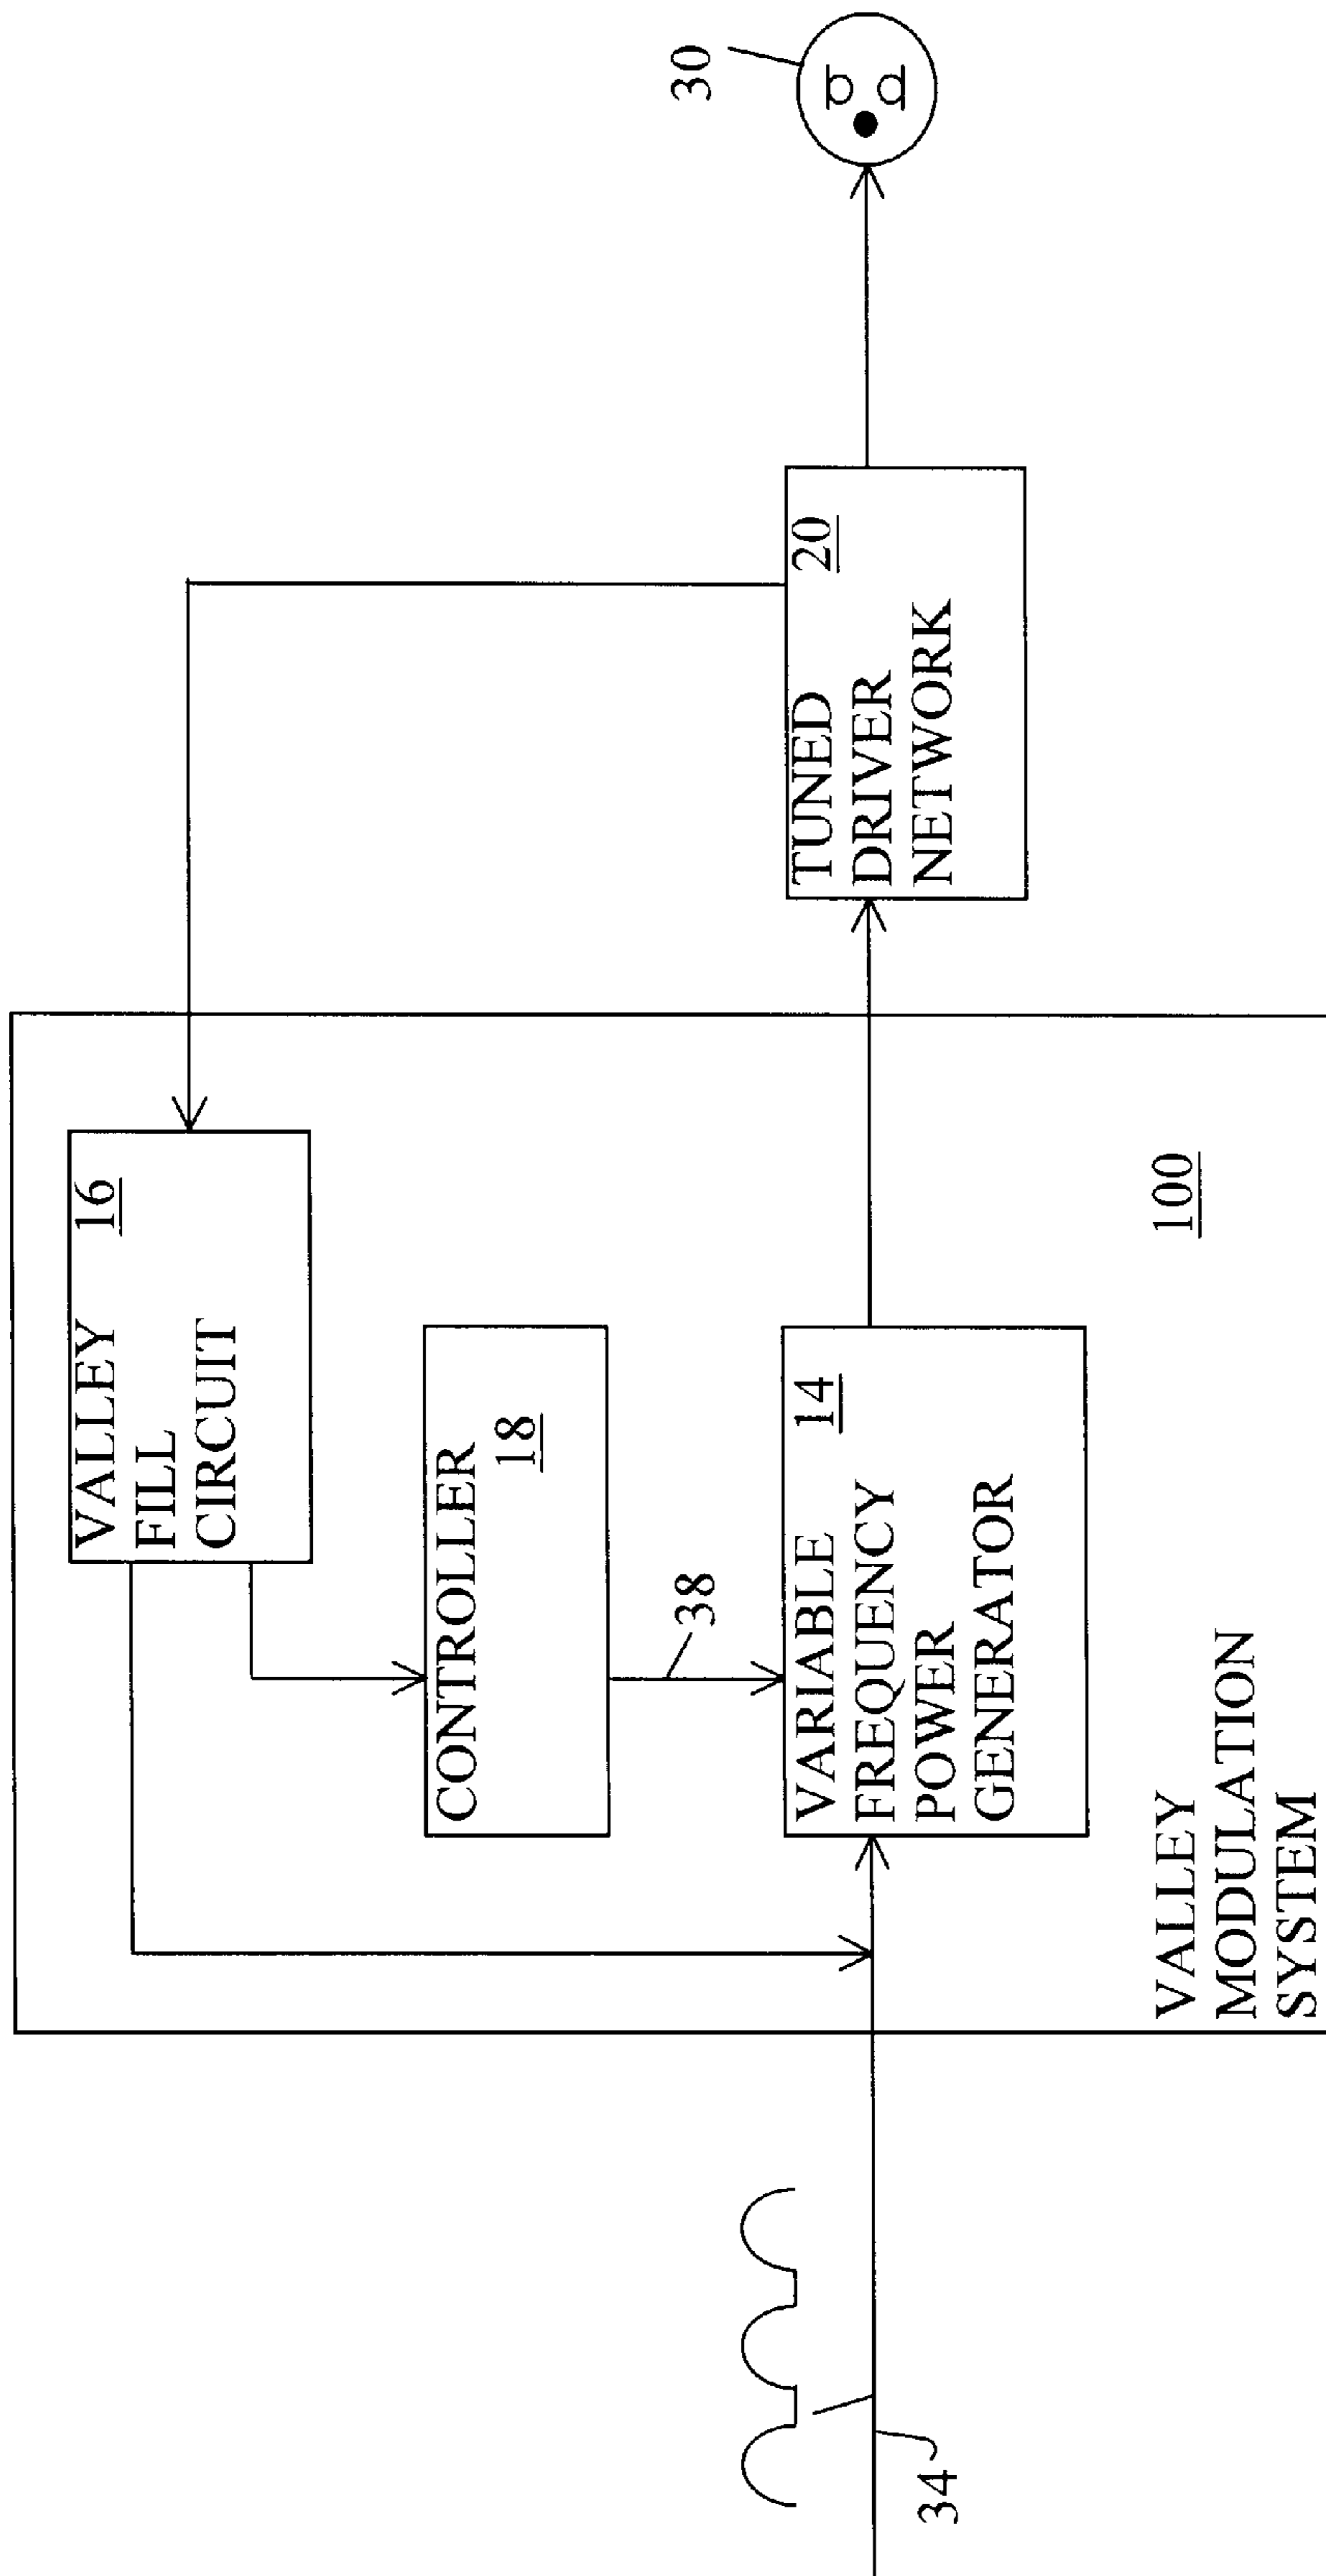 VALLEY 16
FILL
CIRCUIT
CONTROLLER
18
38
VARIABLE 14
FREQUENCY
POWER
GENERATOR
100
VALLEY
MODULATION
SYSTEM
34
TUNED 20
DRIVER
NETWORK
30